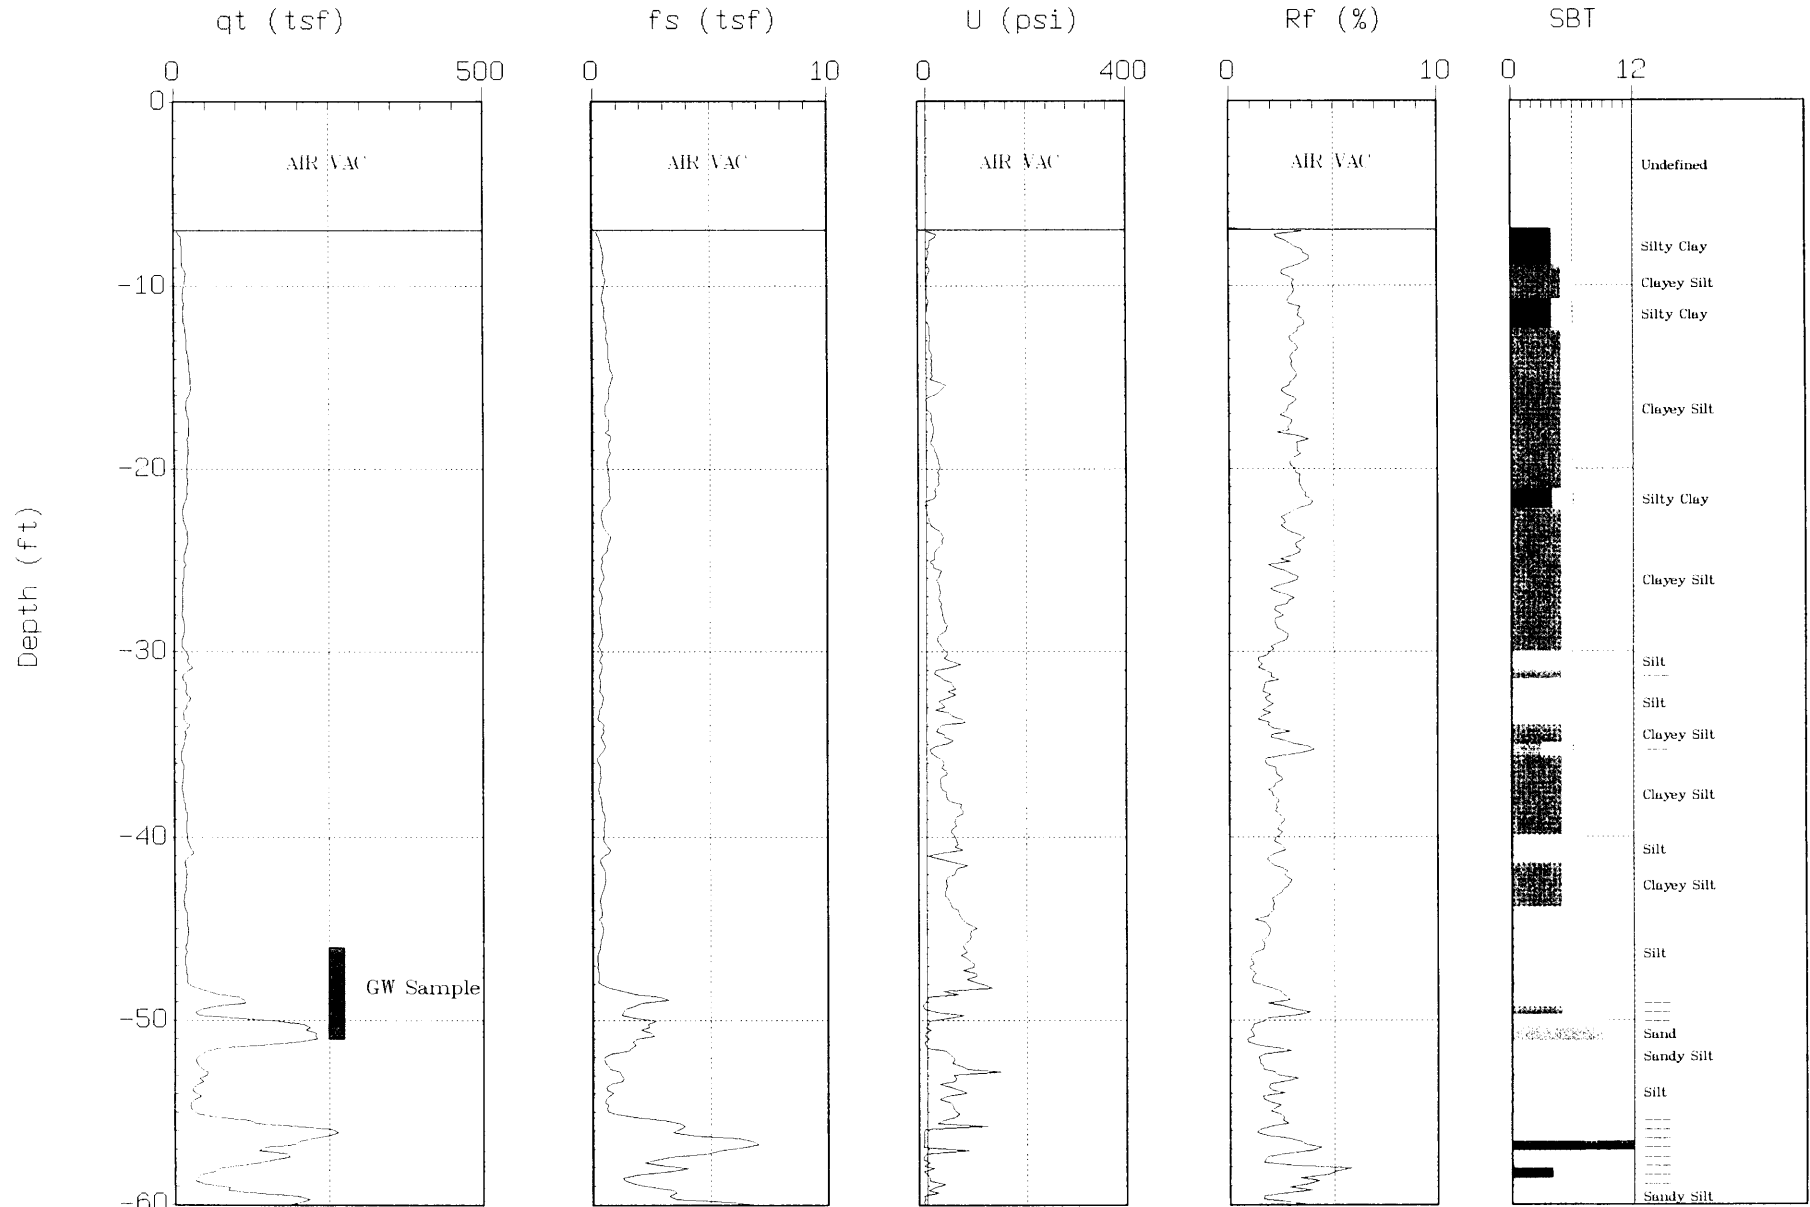 qt (tsf) fs (tsf) U (psi) Rf (%) SBT
0 500 0 10 0 400 0 10 0 12
0
AIR VAC AIR VAC AIR VAC AIR VAC Undefined
Silty Clay
-10 Clayey Silt
Silty Clay
Clayey Silt
-20
Silty Clay
Depth (ft)
Clayey Silt
-30
Silt
Silt
Clayey Silt
Clayey Silt
-40
Silt
Clayey Silt
Silt
GW Sample
-50
Sand
Sandy Silt
Silt
-60 Sandy Silt